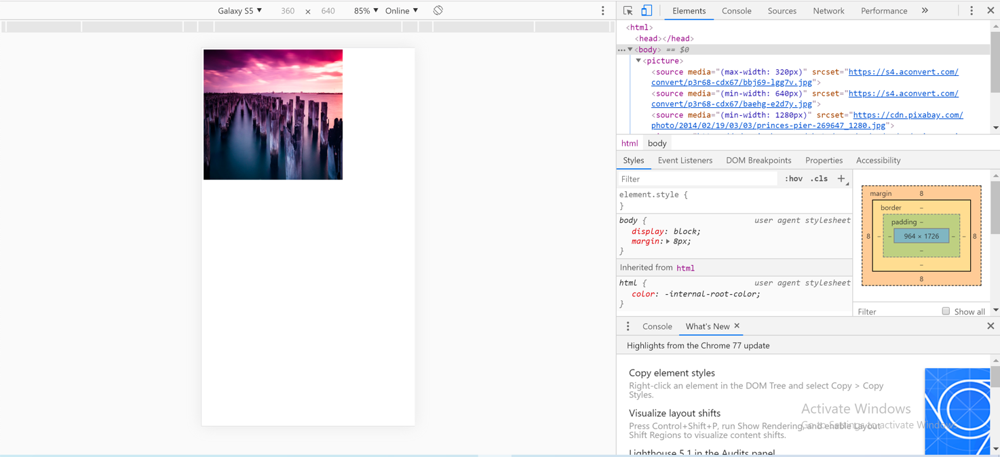 Galaxy S5 ▼ 360 × 640 85% ▼ Online ▼
Elements Console Sources Network Performance »
<html>
<head></head>
<body> == $0
<picture>
<source media="(max-width: 320px)" srcset="https://s4.aconvert.com/
convert/p3r68-cdx67/bbj69-lgg7v.jpg">
<source media="(min-width: 640px)" srcset="https://s4.aconvert.com/
convert/p3r68-cdx67/baehg-e2d7y.jpg">
<source media="(min-width: 1280px)" srcset="https://cdn.pixabay.com/
photo/2014/02/19/03/03/princes-pier-269647_1280.jpg">
html body
Styles Event Listeners DOM Breakpoints Properties Accessibility
Filter :hov .cls +
element.style {
}
body { user agent stylesheet
display: block;
margin: 8px;
}
Inherited from html
html { user agent stylesheet
color: -internal-root-color;
}
margin 8
border –
padding –
8 – – 964 × 1726 – – 8
–
–
8
Filter Show all
Console What's New ×
Highlights from the Chrome 77 update
Copy element styles
Right-click an element in the DOM Tree and select Copy > Copy
Styles.
Visualize layout shifts
Press Control+Shift+P, run Show Rendering, and enable Layout
Shift Regions to visualize content shifts.
Lighthouse 5.1 in the Audits panel
Activate Windows
Go to Settings to activate Windows.